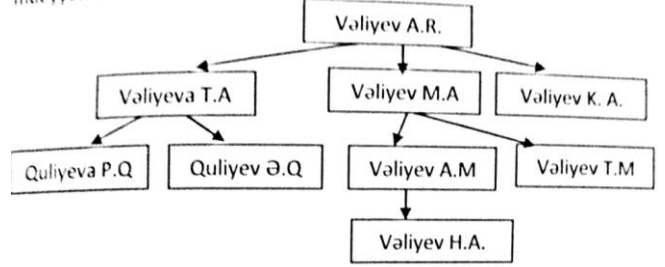 Vəliyev A.R.
Vəliyeva T.A
Vəliyev M.A
Vəliyev K. A.
Quliyeva P.Q
Quliyev Ə.Q
Vəliyev A.M
Vəliyev T.M
Vəliyev H.A.